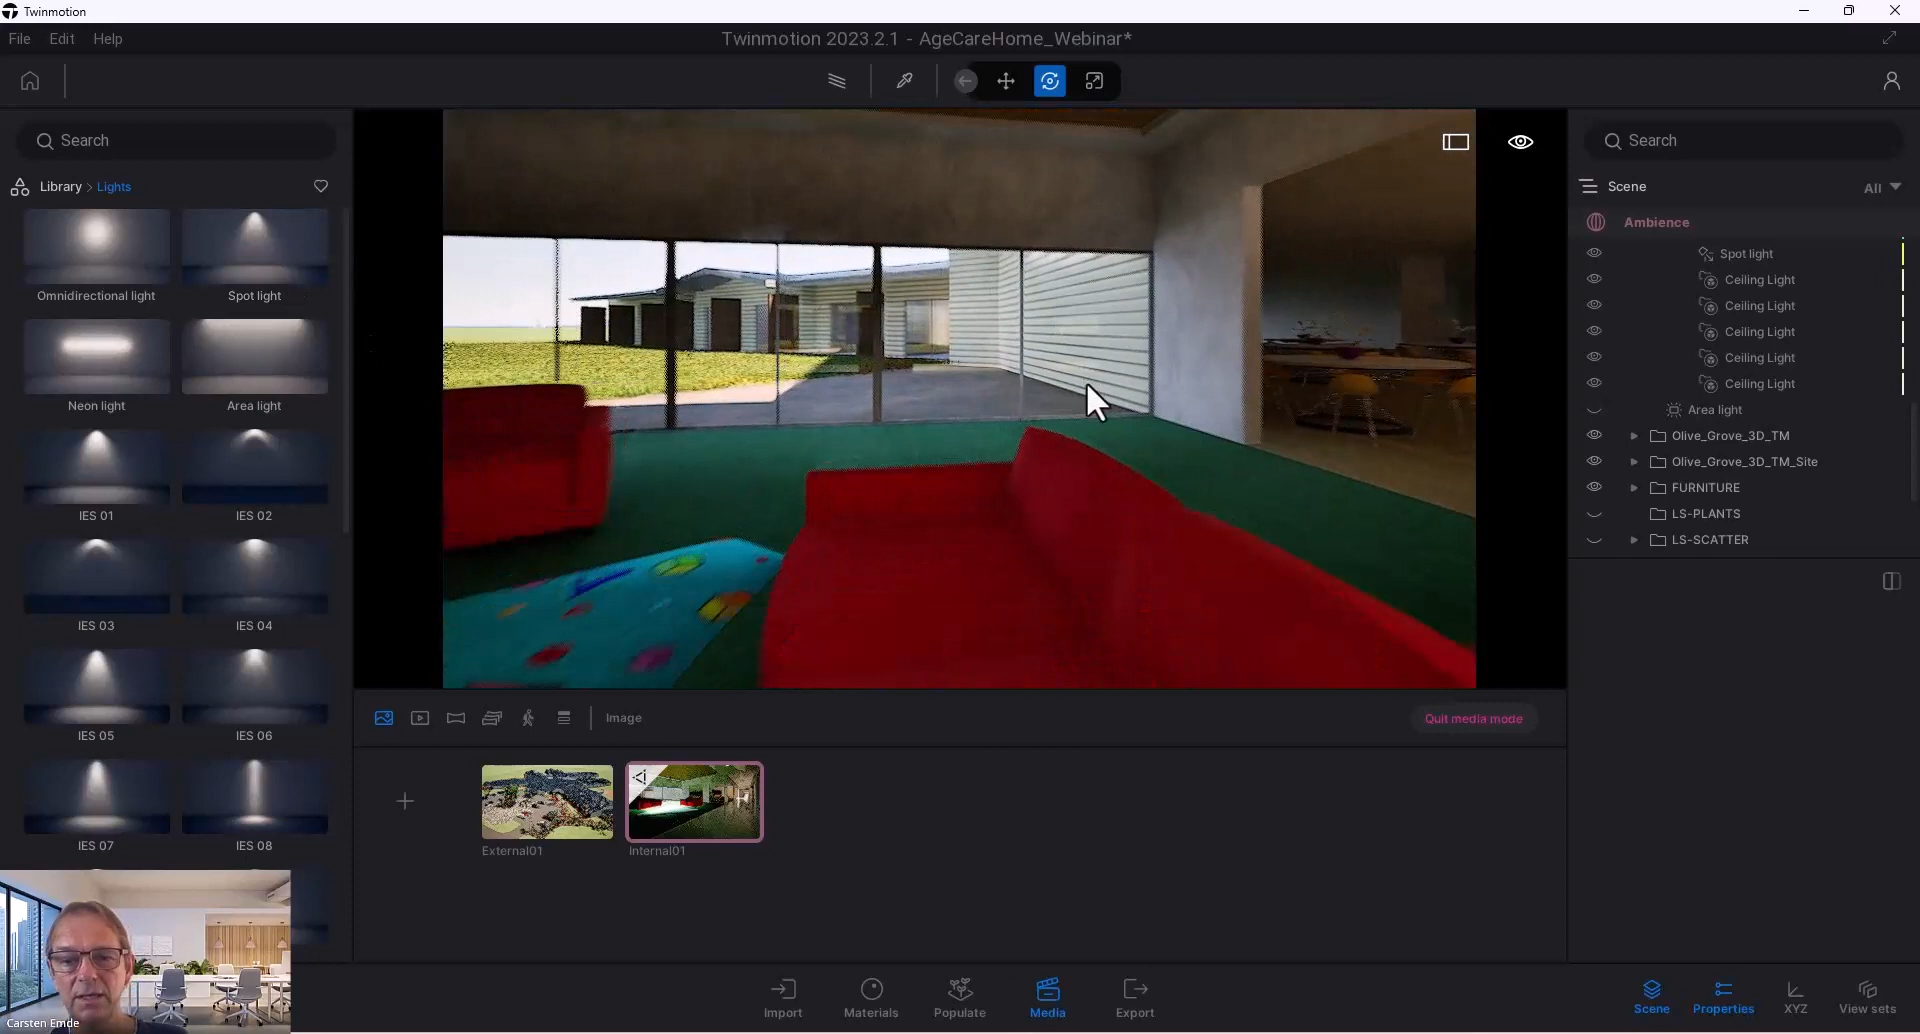 Twinmotion
File Edit Help
Twinmotion 2023.2.1 - AgeCareHome_Webinar*
Search
Library > Lights
Omnidirectional light
Spot light
Neon light
Area light
IES 01
IES 02
IES 03
IES 04
IES 05
IES 06
IES 07
IES 08
Carsten Emde
Image
Quit media mode
External01
Internal01
Import
Materials
Populate
Media
Export
Search
Scene
All
Ambience
Spot light
Ceiling Light
Ceiling Light
Ceiling Light
Ceiling Light
Ceiling Light
Area light
Olive_Grove_3D_TM
Olive_Grove_3D_TM_Site
FURNITURE
LS-PLANTS
LS-SCATTER
Scene
Properties
XYZ
View sets